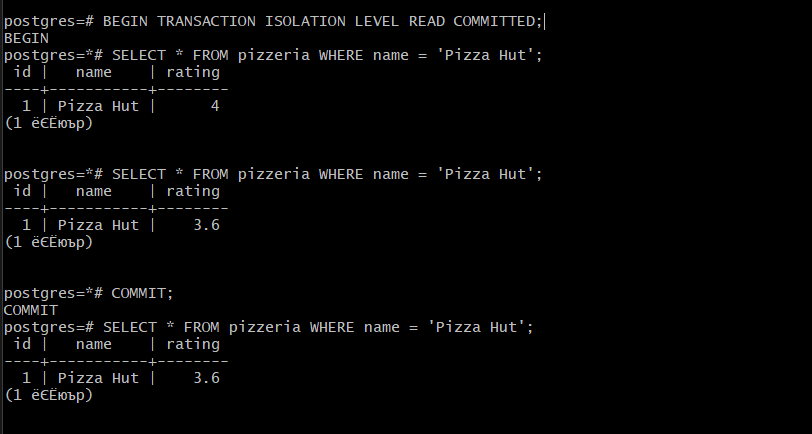 postgres=# BEGIN TRANSACTION ISOLATION LEVEL READ COMMITTED;
BEGIN
postgres=*# SELECT * FROM pizzeria WHERE name = 'Pizza Hut';
 id |   name    | rating
----+-----------+--------
  1 | Pizza Hut |      4
(1 ёЄЁюър)
postgres=*# SELECT * FROM pizzeria WHERE name = 'Pizza Hut';
 id |   name    | rating
----+-----------+--------
  1 | Pizza Hut |    3.6
(1 ёЄЁюър)
postgres=*# COMMIT;
COMMIT
postgres=# SELECT * FROM pizzeria WHERE name = 'Pizza Hut';
 id |   name    | rating
----+-----------+--------
  1 | Pizza Hut |    3.6
(1 ёЄЁюър)